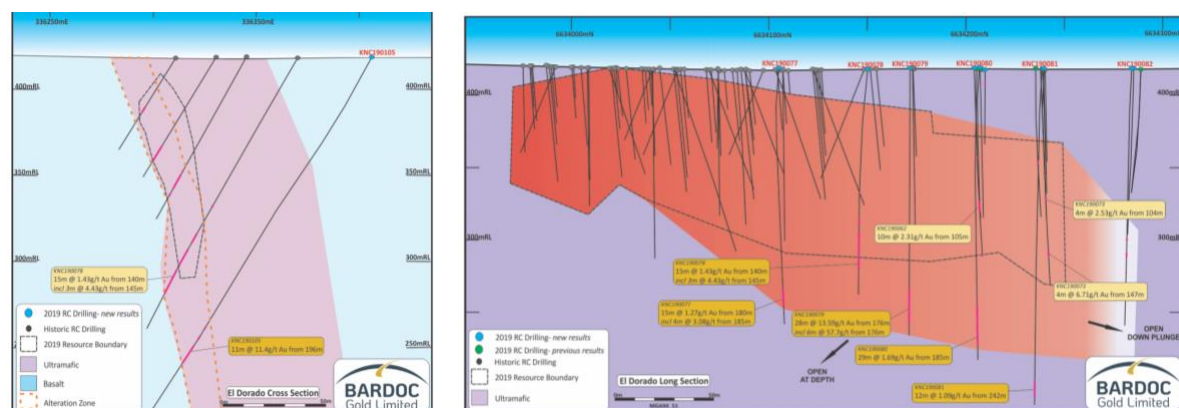 336250mE
336350mE
KNC190105
400mRL
400mRL
350mRL
350mRL
300mRL
300mRL
250mRL
KNC190078
15m @ 1.43g/t Au from 140m
incl 3m @ 4.43g/t from 145m
KNC190105
11m @ 11.4g/t Au from 196m
2019 RC Drilling- new results
Historic RC Drilling
2019 Resource Boundary
Ultramafic
Basalt
Alteration Zone
El Dorado Cross Section
50m
BARDOC
Gold Limited
6634000mN
6634100mN
6634200mN
6634300mN
KNC190077
KNC190078
KNC190079
KNC190080
KNC190081
KNC190082
400mRL
400mRL
300mRL
300mRL
KNC190073
4m @ 2.53g/t Au from 104m
KNC190062
10m @ 2.31g/t Au from 105m
KNC190078
15m @ 1.43g/t Au from 140m
incl 3m @ 4.43g/t from 145m
KNC190073
4m @ 6.71g/t Au from 147m
KNC190077
15m @ 1.27g/t Au from 180m
incl 4m @ 3.08g/t from 185m
KNC190079
28m @ 13.59g/t Au from 176m
incl 6m @ 57.7g/t from 176m
KNC190080
29m @ 1.69g/t Au from 185m
KNC190081
12m @ 1.09g/t Au from 242m
OPEN
DOWN PLUNGE
OPEN
AT DEPTH
2019 RC Drilling- new results
2019 RC Drilling- previous results
Historic RC Drilling
2019 Resource Boundary
Ultramafic
El Dorado Long Section
50m
MGA94_51
BARDOC
Gold Limited